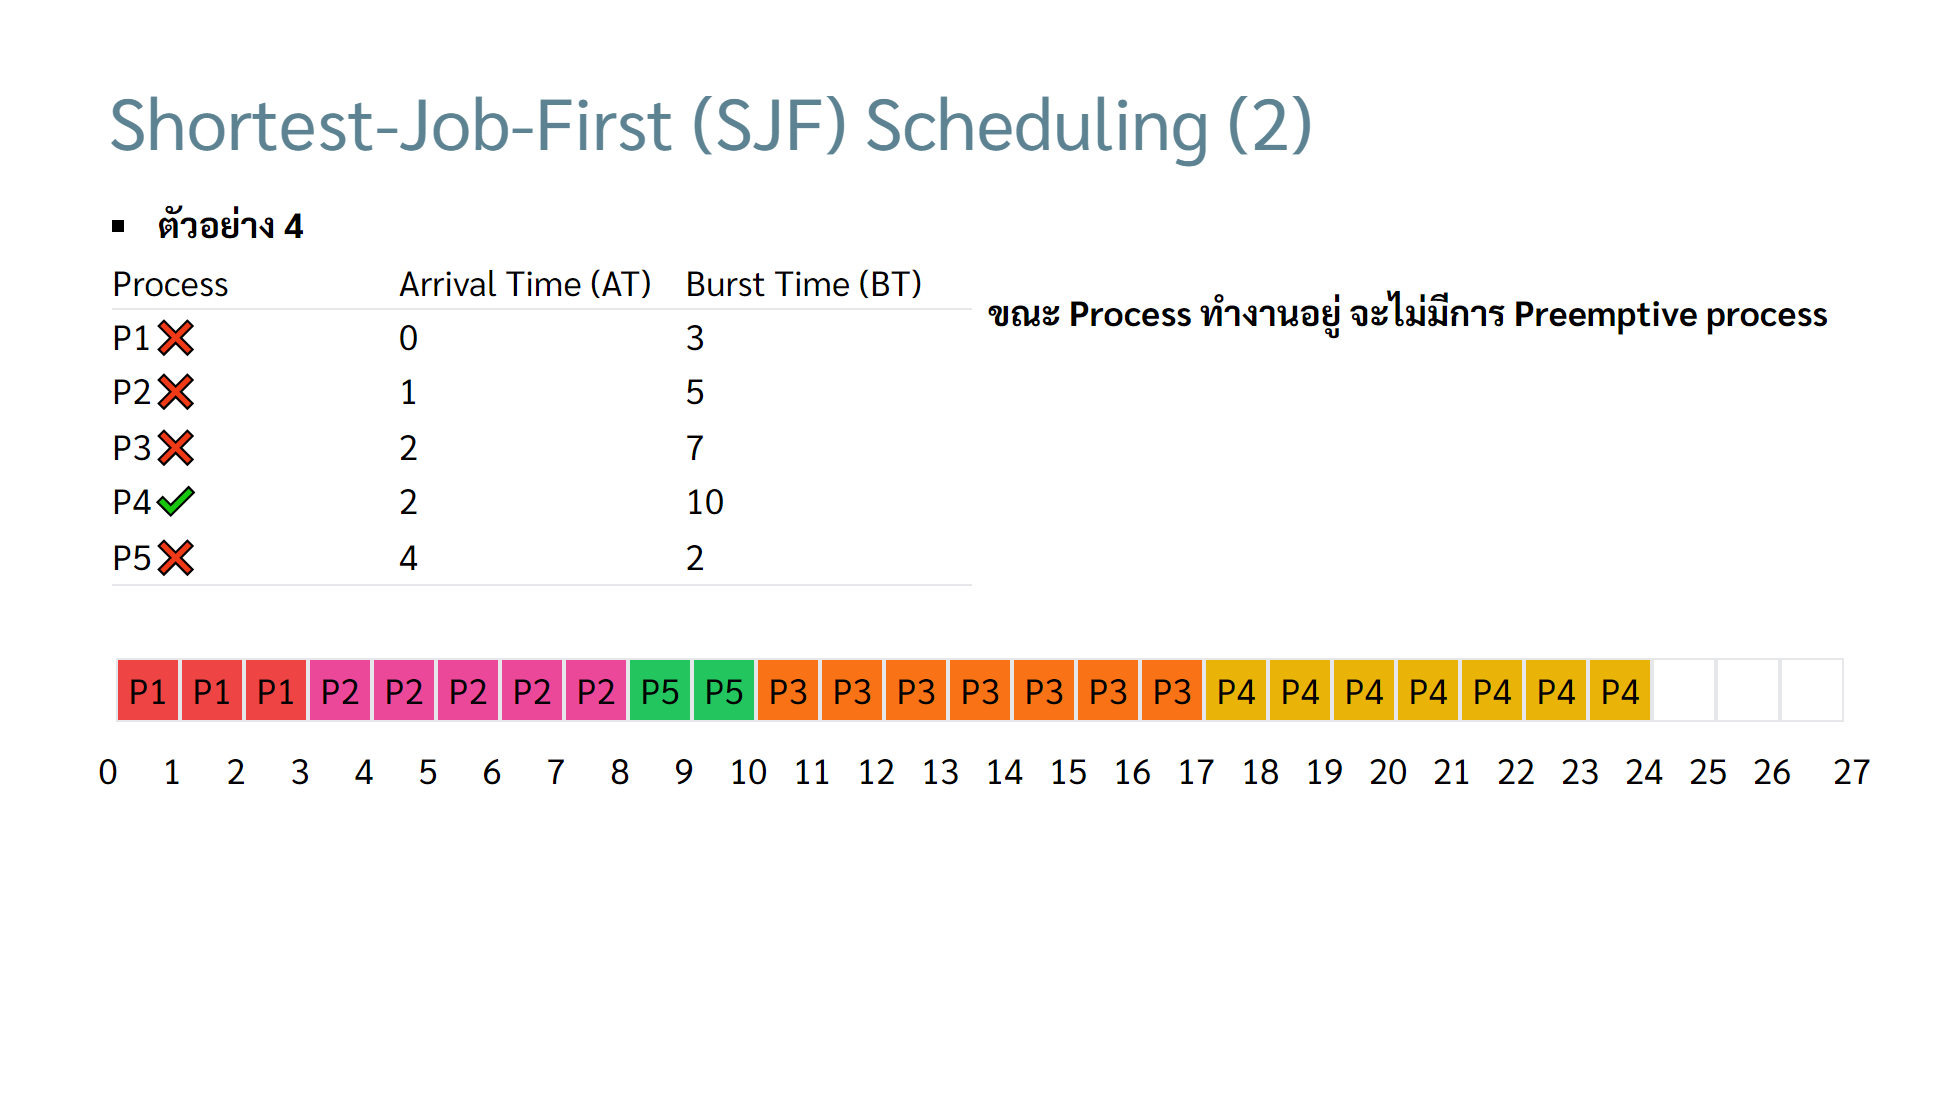 Shortest-Job-First (SJF) Scheduling (2)
ตัวอย่าง 4
Process Arrival Time (AT) Burst Time (BT)
ขณะ Process ทำงานอยู่ จะไม่มีการ Preemptive process
P1 0 3
P2 1 5
P3 2 7
P4 2 10
P5 4 2
P1 P1 P1 P2 P2 P2 P2 P2 P5 P5 P3 P3 P3 P3 P3 P3 P3 P4 P4 P4 P4 P4 P4 P4
0 1 2 3 4 5 6 7 8 9 10 11 12 13 14 15 16 17 18 19 20 21 22 23 24 25 26 27